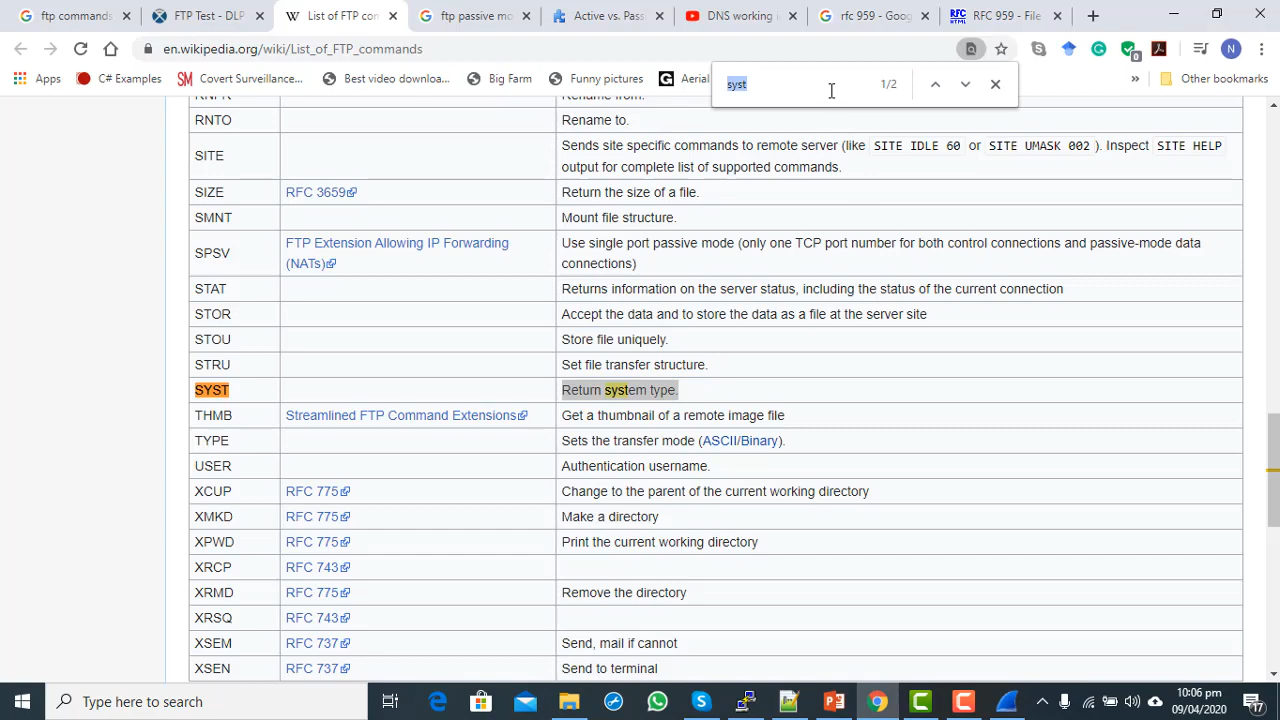 ftp commands
FTP Test - DLP
List of FTP con
ftp passive mo
Active vs. Pass
DNS working i
rfc 959 - Goog
RFC 959 - File
en.wikipedia.org/wiki/List_of_FTP_commands
N
Apps
C# Examples
SM Covert Surveillance...
Best video downloa...
Big Farm
Funny pictures
G Aerial
»
Other bookmarks
syst 1/2
Rename from.
RNTO Rename to.
SITE Sends site specific commands to remote server (like SITE IDLE 60 or SITE UMASK 002). Inspect SITE HELP
output for complete list of supported commands.
SIZE RFC 3659 Return the size of a file.
SMNT Mount file structure.
SPSV FTP Extension Allowing IP Forwarding
(NATs)
Use single port passive mode (only one TCP port number for both control connections and passive-mode data
connections)
STAT Returns information on the server status, including the status of the current connection
STOR Accept the data and to store the data as a file at the server site
STOU Store file uniquely.
STRU Set file transfer structure.
SYST Return system type.
THMB Streamlined FTP Command Extensions Get a thumbnail of a remote image file
TYPE Sets the transfer mode (ASCII/Binary).
USER Authentication username.
XCUP RFC 775 Change to the parent of the current working directory
XMKD RFC 775 Make a directory
XPWD RFC 775 Print the current working directory
XRCP RFC 743
XRMD RFC 775 Remove the directory
XRSQ RFC 743
XSEM RFC 737 Send, mail if cannot
XSEN RFC 737 Send to terminal
Type here to search
10:06 pm
09/04/2020
17